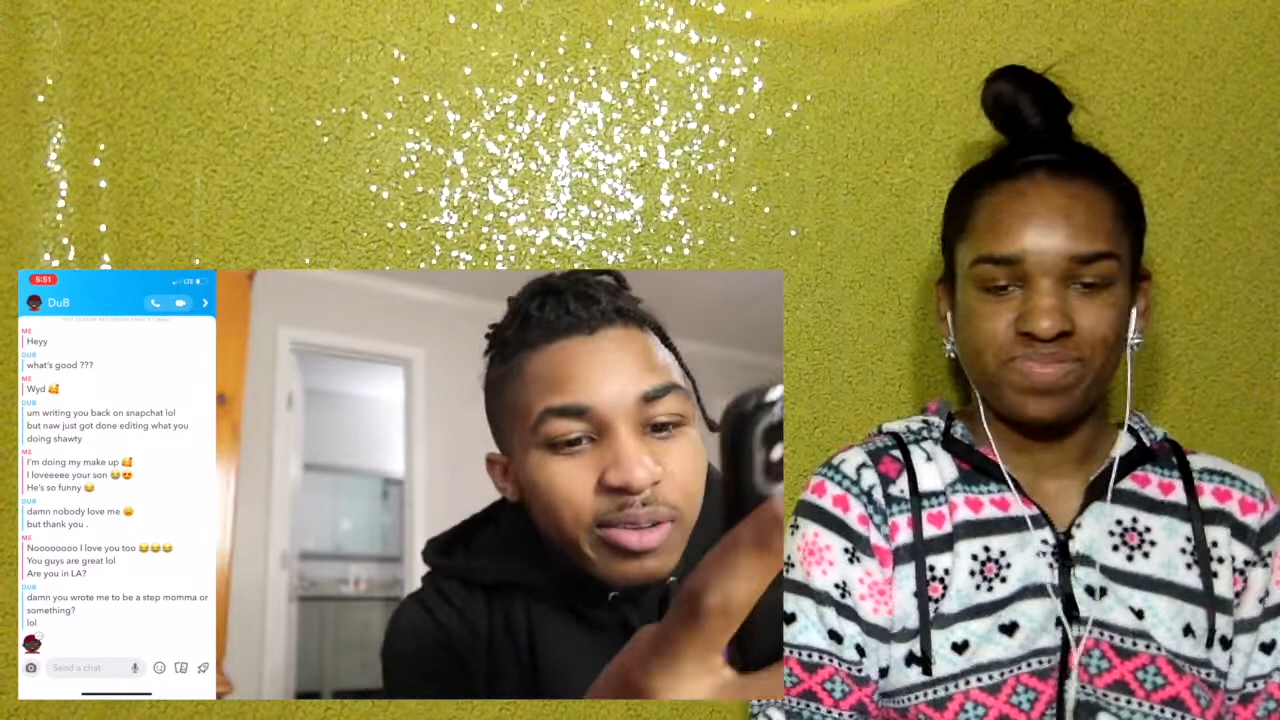 5:51
LTE
DuB
ME
Heyy
DUB
what's good ???
ME
Wyd 🥰
DUB
um writing you back on snapchat lol
but naw just got done editing what you
doing shawty
ME
I'm doing my make up 🥰
I loveeeee your son 😭😍
He's so funny 😂
DUB
damn nobody love me 😩
but thank you .
ME
Noooooooo I love you too 😂😂😂
You guys are great lol
Are you in LA?
DUB
damn you wrote me to be a step momma or
something?
lol
Send a chat